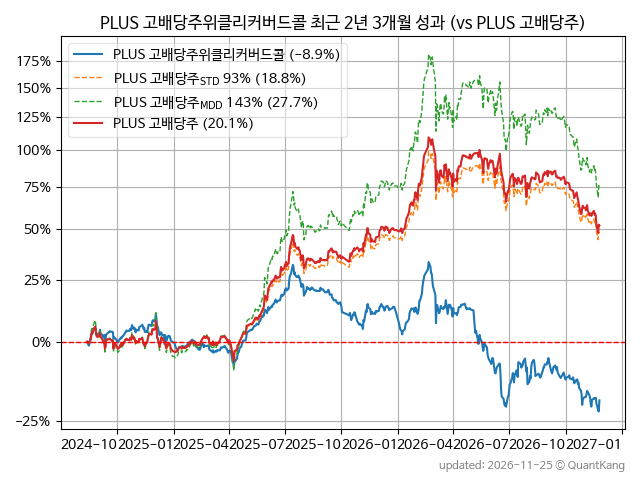 PLUS 고배당주위클리커버드콜 최근 2년 3개월 성과 (vs PLUS 고배당주)
PLUS 고배당주위클리커버드콜 (−8.9%)
PLUS 고배당주STD 93% (18.8%)
PLUS 고배당주MDD 143% (27.7%)
PLUS 고배당주 (20.1%)
175%
150%
125%
100%
75%
50%
25%
0%
−25%
2024-10 2025-01 2025-04 2025-07 2025-10 2026-01 2026-04 2026-07 2026-10 2027-01
updated: 2026-11-25 ⓒ QuantKang